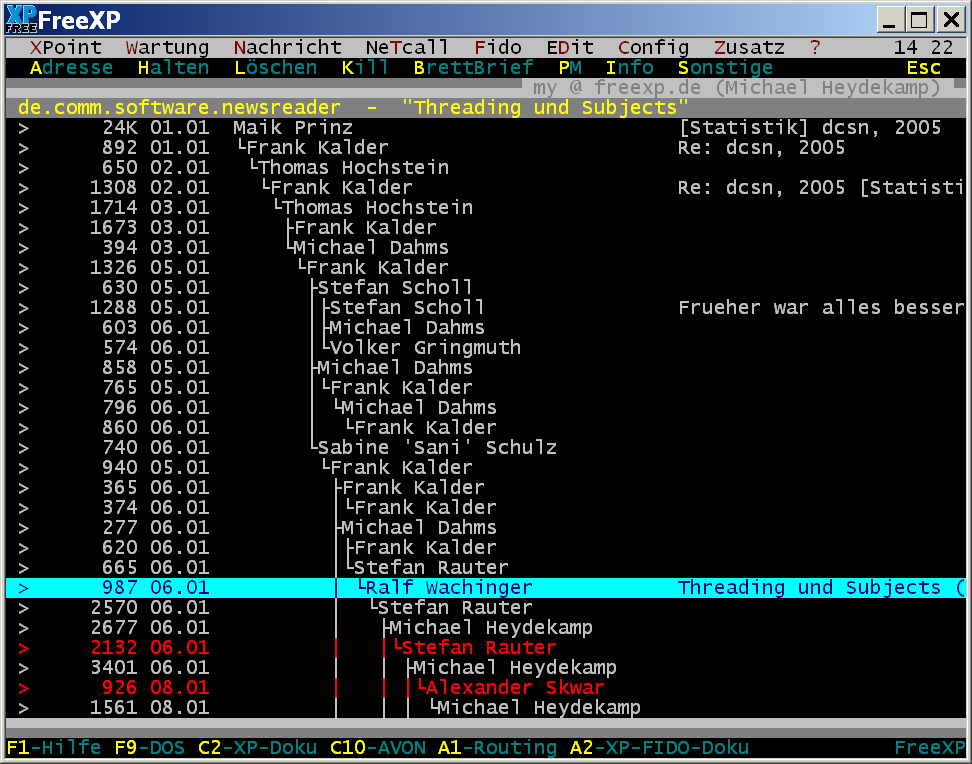 XP FREE FreeXP
XPoint Wartung Nachricht NeTcall Fido EDit Config Zusatz ? 14 22
Adresse Halten Löschen Kill BrettBrief PM Info Sonstige Esc
my @ freexp.de (Michael Heydekamp)
de.comm.software.newsreader - "Threading und Subjects"
> 24K 01.01 Maik Prinz [Statistik] dcsn, 2005
> 892 01.01 └Frank Kalder Re: dcsn, 2005
> 650 02.01 └Thomas Hochstein
> 1308 02.01 └Frank Kalder Re: dcsn, 2005 [Statisti
> 1714 03.01 └Thomas Hochstein
> 1673 03.01 ├Frank Kalder
> 394 03.01 └Michael Dahms
> 1326 05.01 └Frank Kalder
> 630 05.01 ├Stefan Scholl
> 1288 05.01 │├Stefan Scholl Frueher war alles besser
> 603 06.01 │├Michael Dahms
> 574 06.01 │└Volker Gringmuth
> 858 05.01 ├Michael Dahms
> 765 05.01 │└Frank Kalder
> 796 06.01 │ └Michael Dahms
> 860 06.01 │ └Frank Kalder
> 740 06.01 └Sabine 'Sani' Schulz
> 940 05.01 └Frank Kalder
> 365 06.01 ├Frank Kalder
> 374 06.01 │└Frank Kalder
> 277 06.01 ├Michael Dahms
> 620 06.01 │├Frank Kalder
> 665 06.01 │└Stefan Rauter
> 987 06.01 │ └Ralf Wachinger Threading und Subjects (
> 2570 06.01 │ └Stefan Rauter
> 2677 06.01 │ ├Michael Heydekamp
> 2132 06.01 │ │└Stefan Rauter
> 3401 06.01 │ │ ├Michael Heydekamp
> 926 08.01 │ │ │└Alexander Skwar
> 1561 08.01 │ │ │ └Michael Heydekamp
F1-Hilfe F9-DOS C2-XP-Doku C10-AVON A1-Routing A2-XP-FIDO-Doku FreeXP